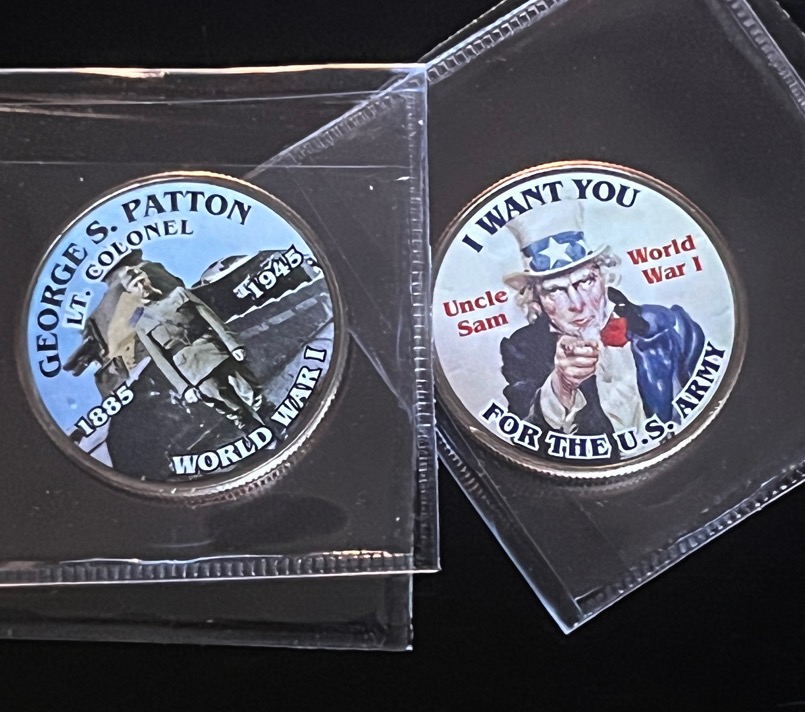 GEORGE S. PATTON
LT. COLONEL
1885
1945
WORLD WAR I
I WANT YOU
Uncle
Sam
World
War I
FOR THE U.S. ARMY